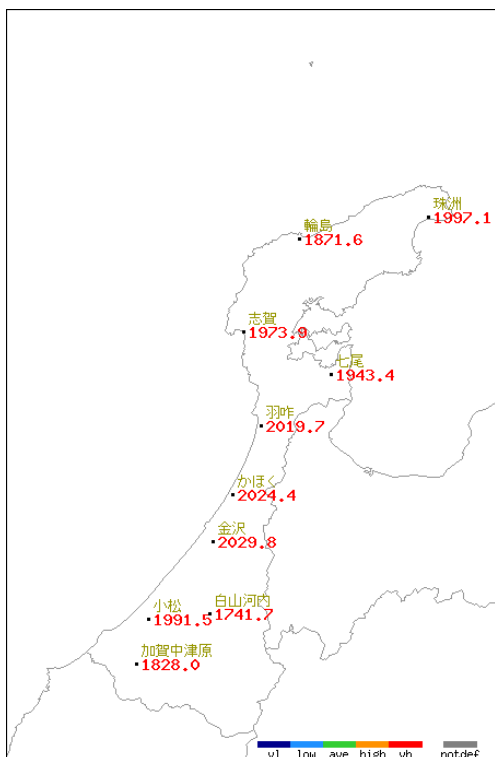 珠洲
1997.1
輪島
1871.6
志賀
1973.9
七尾
1943.4
羽咋
2019.7
かほく
2024.4
金沢
2029.8
白山河内
1741.7
小松
1991.5
加賀中津原
1828.0
vl low ave high vh notdef